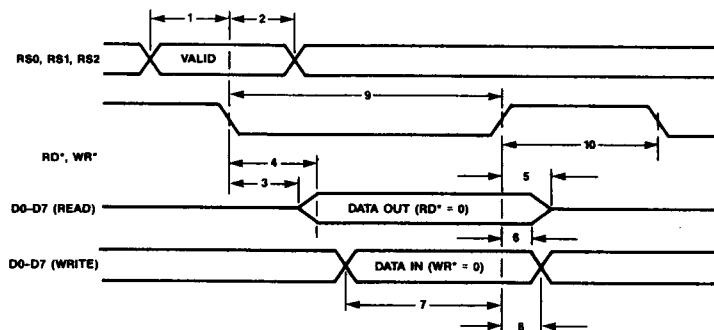 1 2
RS0, RS1, RS2 VALID
9
10
RD*, WR*
4 5
3
D0–D7 (READ) DATA OUT (RD* = 0)
6
D0–D7 (WRITE) DATA IN (WR* = 0)
7
8